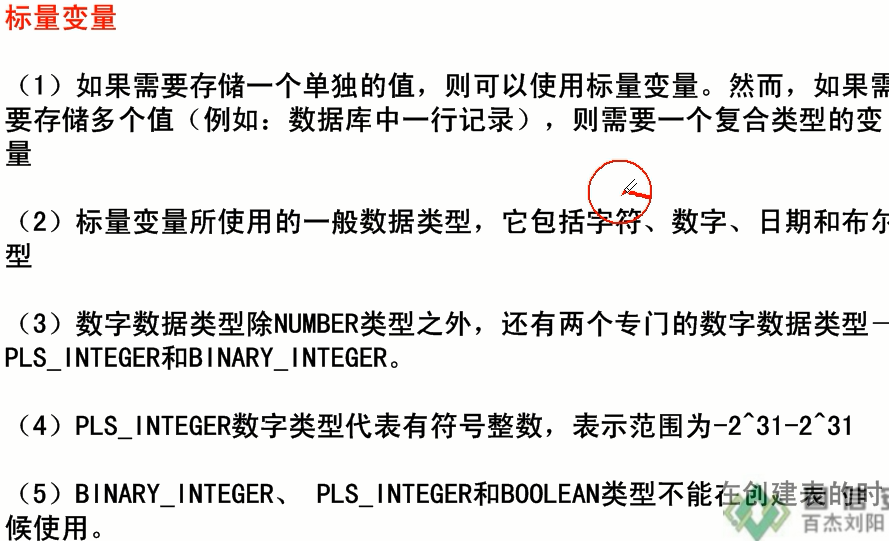 标量变量
（1）如果需要存储一个单独的值，则可以使用标量变量。然而，如果需
要存储多个值（例如：数据库中一行记录），则需要一个复合类型的变
量
（2）标量变量所使用的一般数据类型，它包括字符、数字、日期和布尔
型
（3）数字数据类型除NUMBER类型之外，还有两个专门的数字数据类型—
PLS_INTEGER和BINARY_INTEGER。
（4）PLS_INTEGER数字类型代表有符号整数，表示范围为-2^31-2^31
（5）BINARY_INTEGER、 PLS_INTEGER和BOOLEAN类型不能在创建表的时
候使用。
百杰刘阳